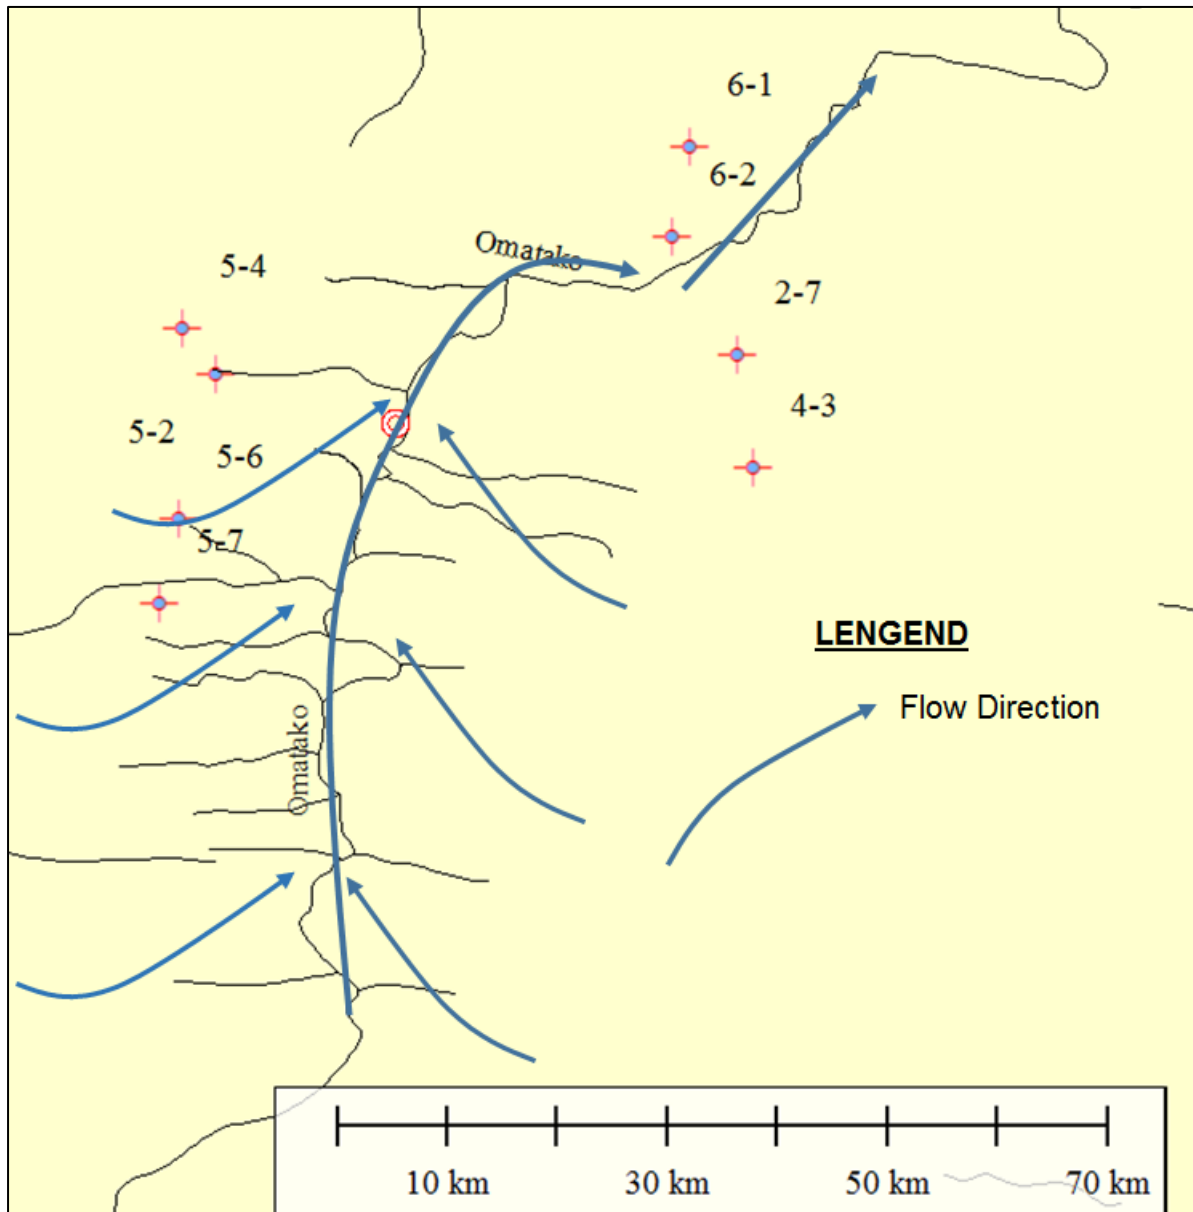 6-1
6-2
Omatako
5-4
2-7
4-3
5-2
5-6
5-7
LENGEND
Flow Direction
Omatako
10 km
30 km
50 km
70 km